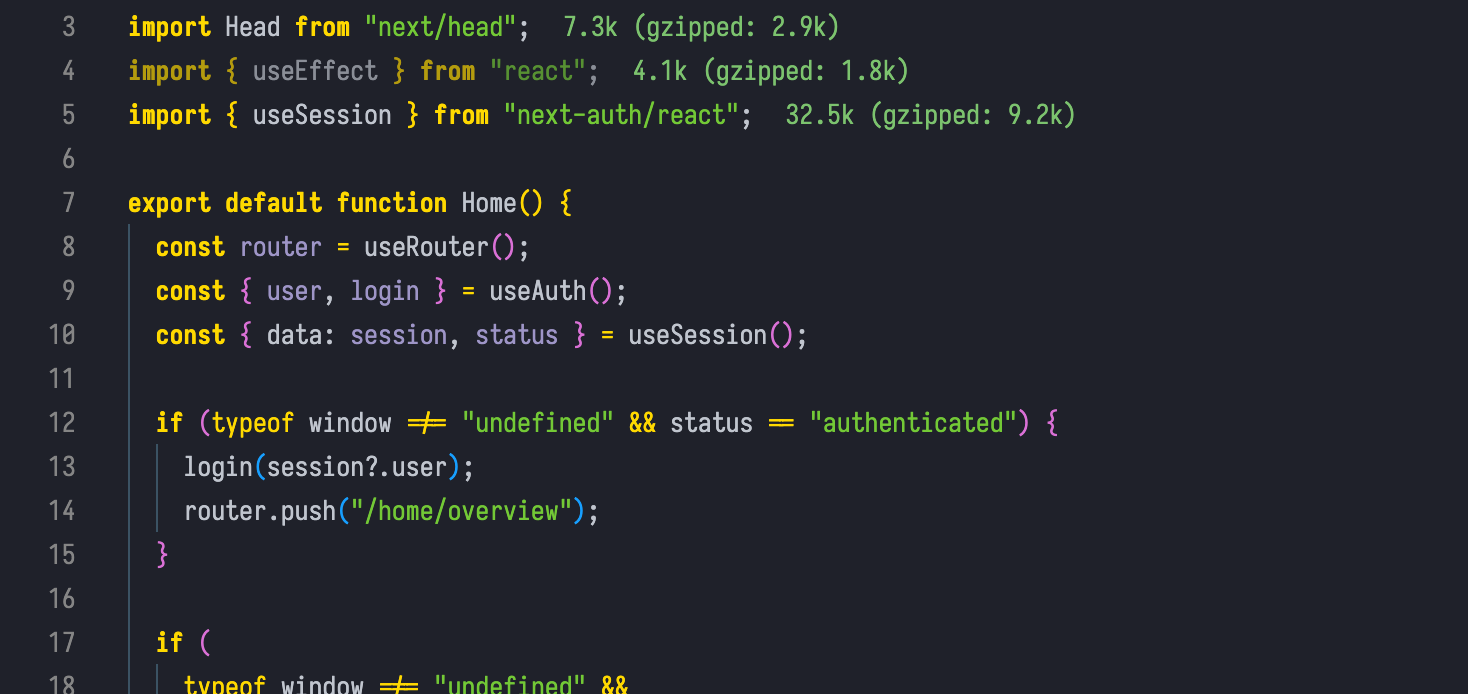 3 import Head from "next/head"; 7.3k (gzipped: 2.9k)
4 import { useEffect } from "react"; 4.1k (gzipped: 1.8k)
5 import { useSession } from "next-auth/react"; 32.5k (gzipped: 9.2k)
6
7 export default function Home() {
8 const router = useRouter();
9 const { user, login } = useAuth();
10 const { data: session, status } = useSession();
11
12 if (typeof window !== "undefined" && status == "authenticated") {
13 login(session?.user);
14 router.push("/home/overview");
15 }
16
17 if (
18 typeof window !== "undefined" &&